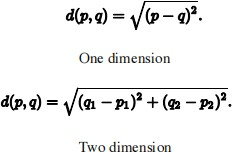 d(p, q) = √(p − q)².
One dimension
d(p, q) = √(q₁ − p₁)² + (q₂ − p₂)².
Two dimension